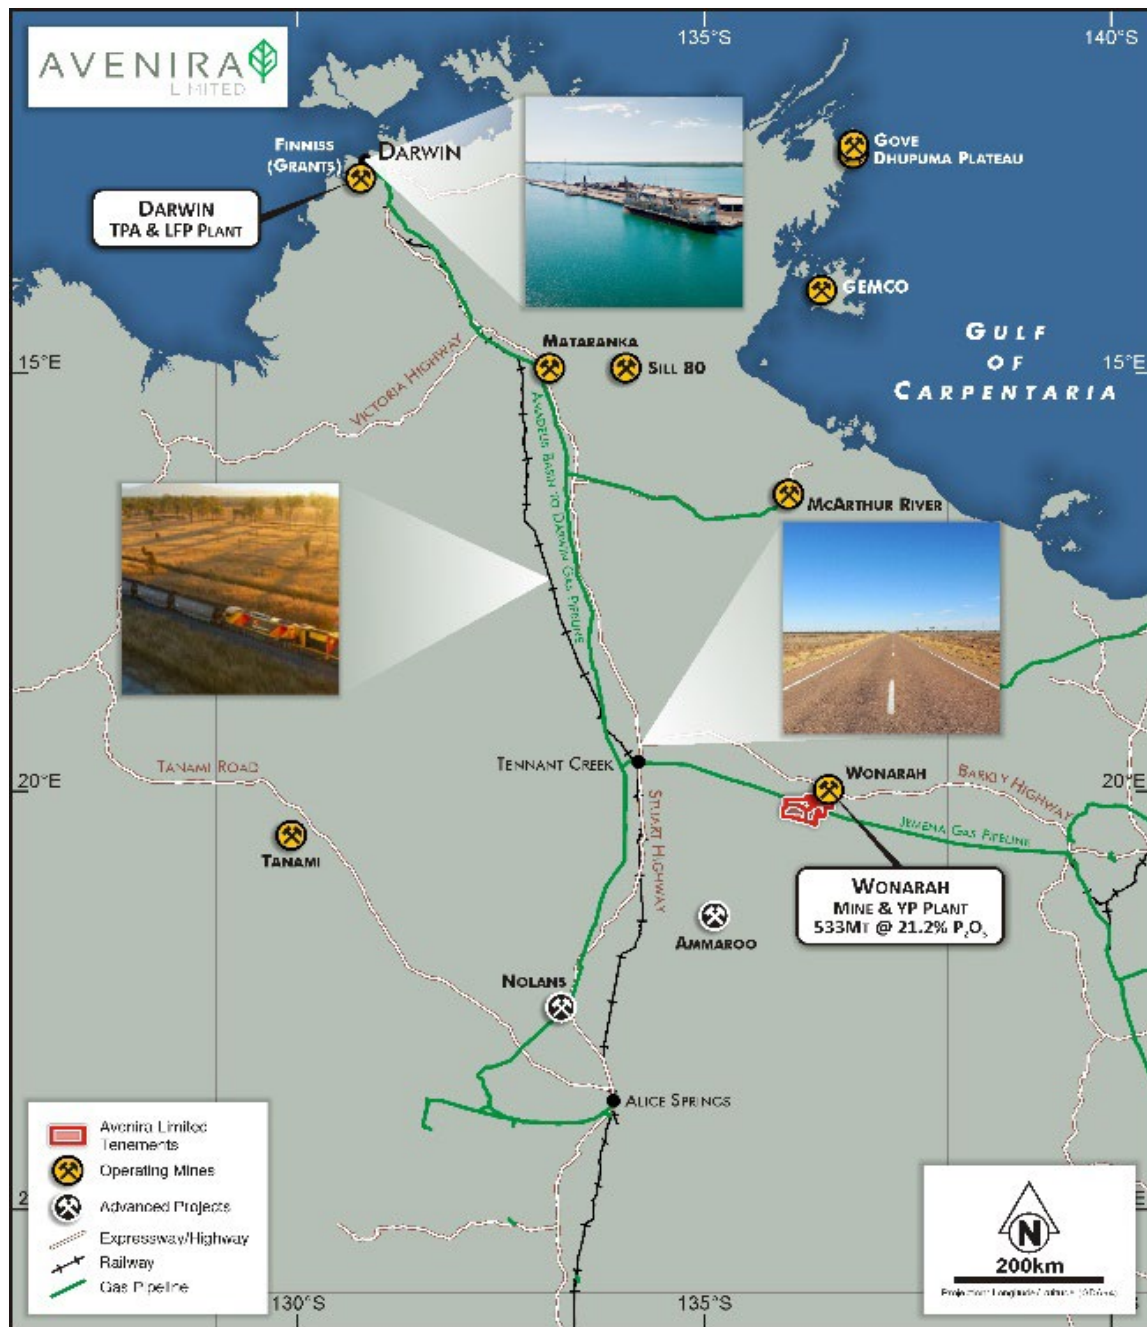 AVENIRA
LIMITED
135°S
140°S
FINNISS
(GRANTS)
DARWIN
DARWIN
TPA & LFP PLANT
GOVE
DHUPUMA PLATEAU
GEMCO
GULF
OF
CARPENTARIA
15°E
15°E
MATARANKA
SILL 80
VICTORIA HIGHWAY
AMADEUS BASIN TO DARWIN GAS PIPELINE
MCARTHUR RIVER
TENNANT CREEK
TANAMI ROAD
20°E
20°E
WONARAH
BARKLY HIGHWAY
JEMENA GAS PIPELINE
STUART HIGHWAY
TANAMI
WONARAH
MINE & YP PLANT
533MT @ 21.2% P₂O₅
AMMAROO
NOLANS
ALICE SPRINGS
Avenira Limited
Tenements
Operating Mines
Advanced Projects
Expressway/Highway
Railway
Gas Pipeline
130°S
135°S
N
200km
Projection: Longitude/Latitude